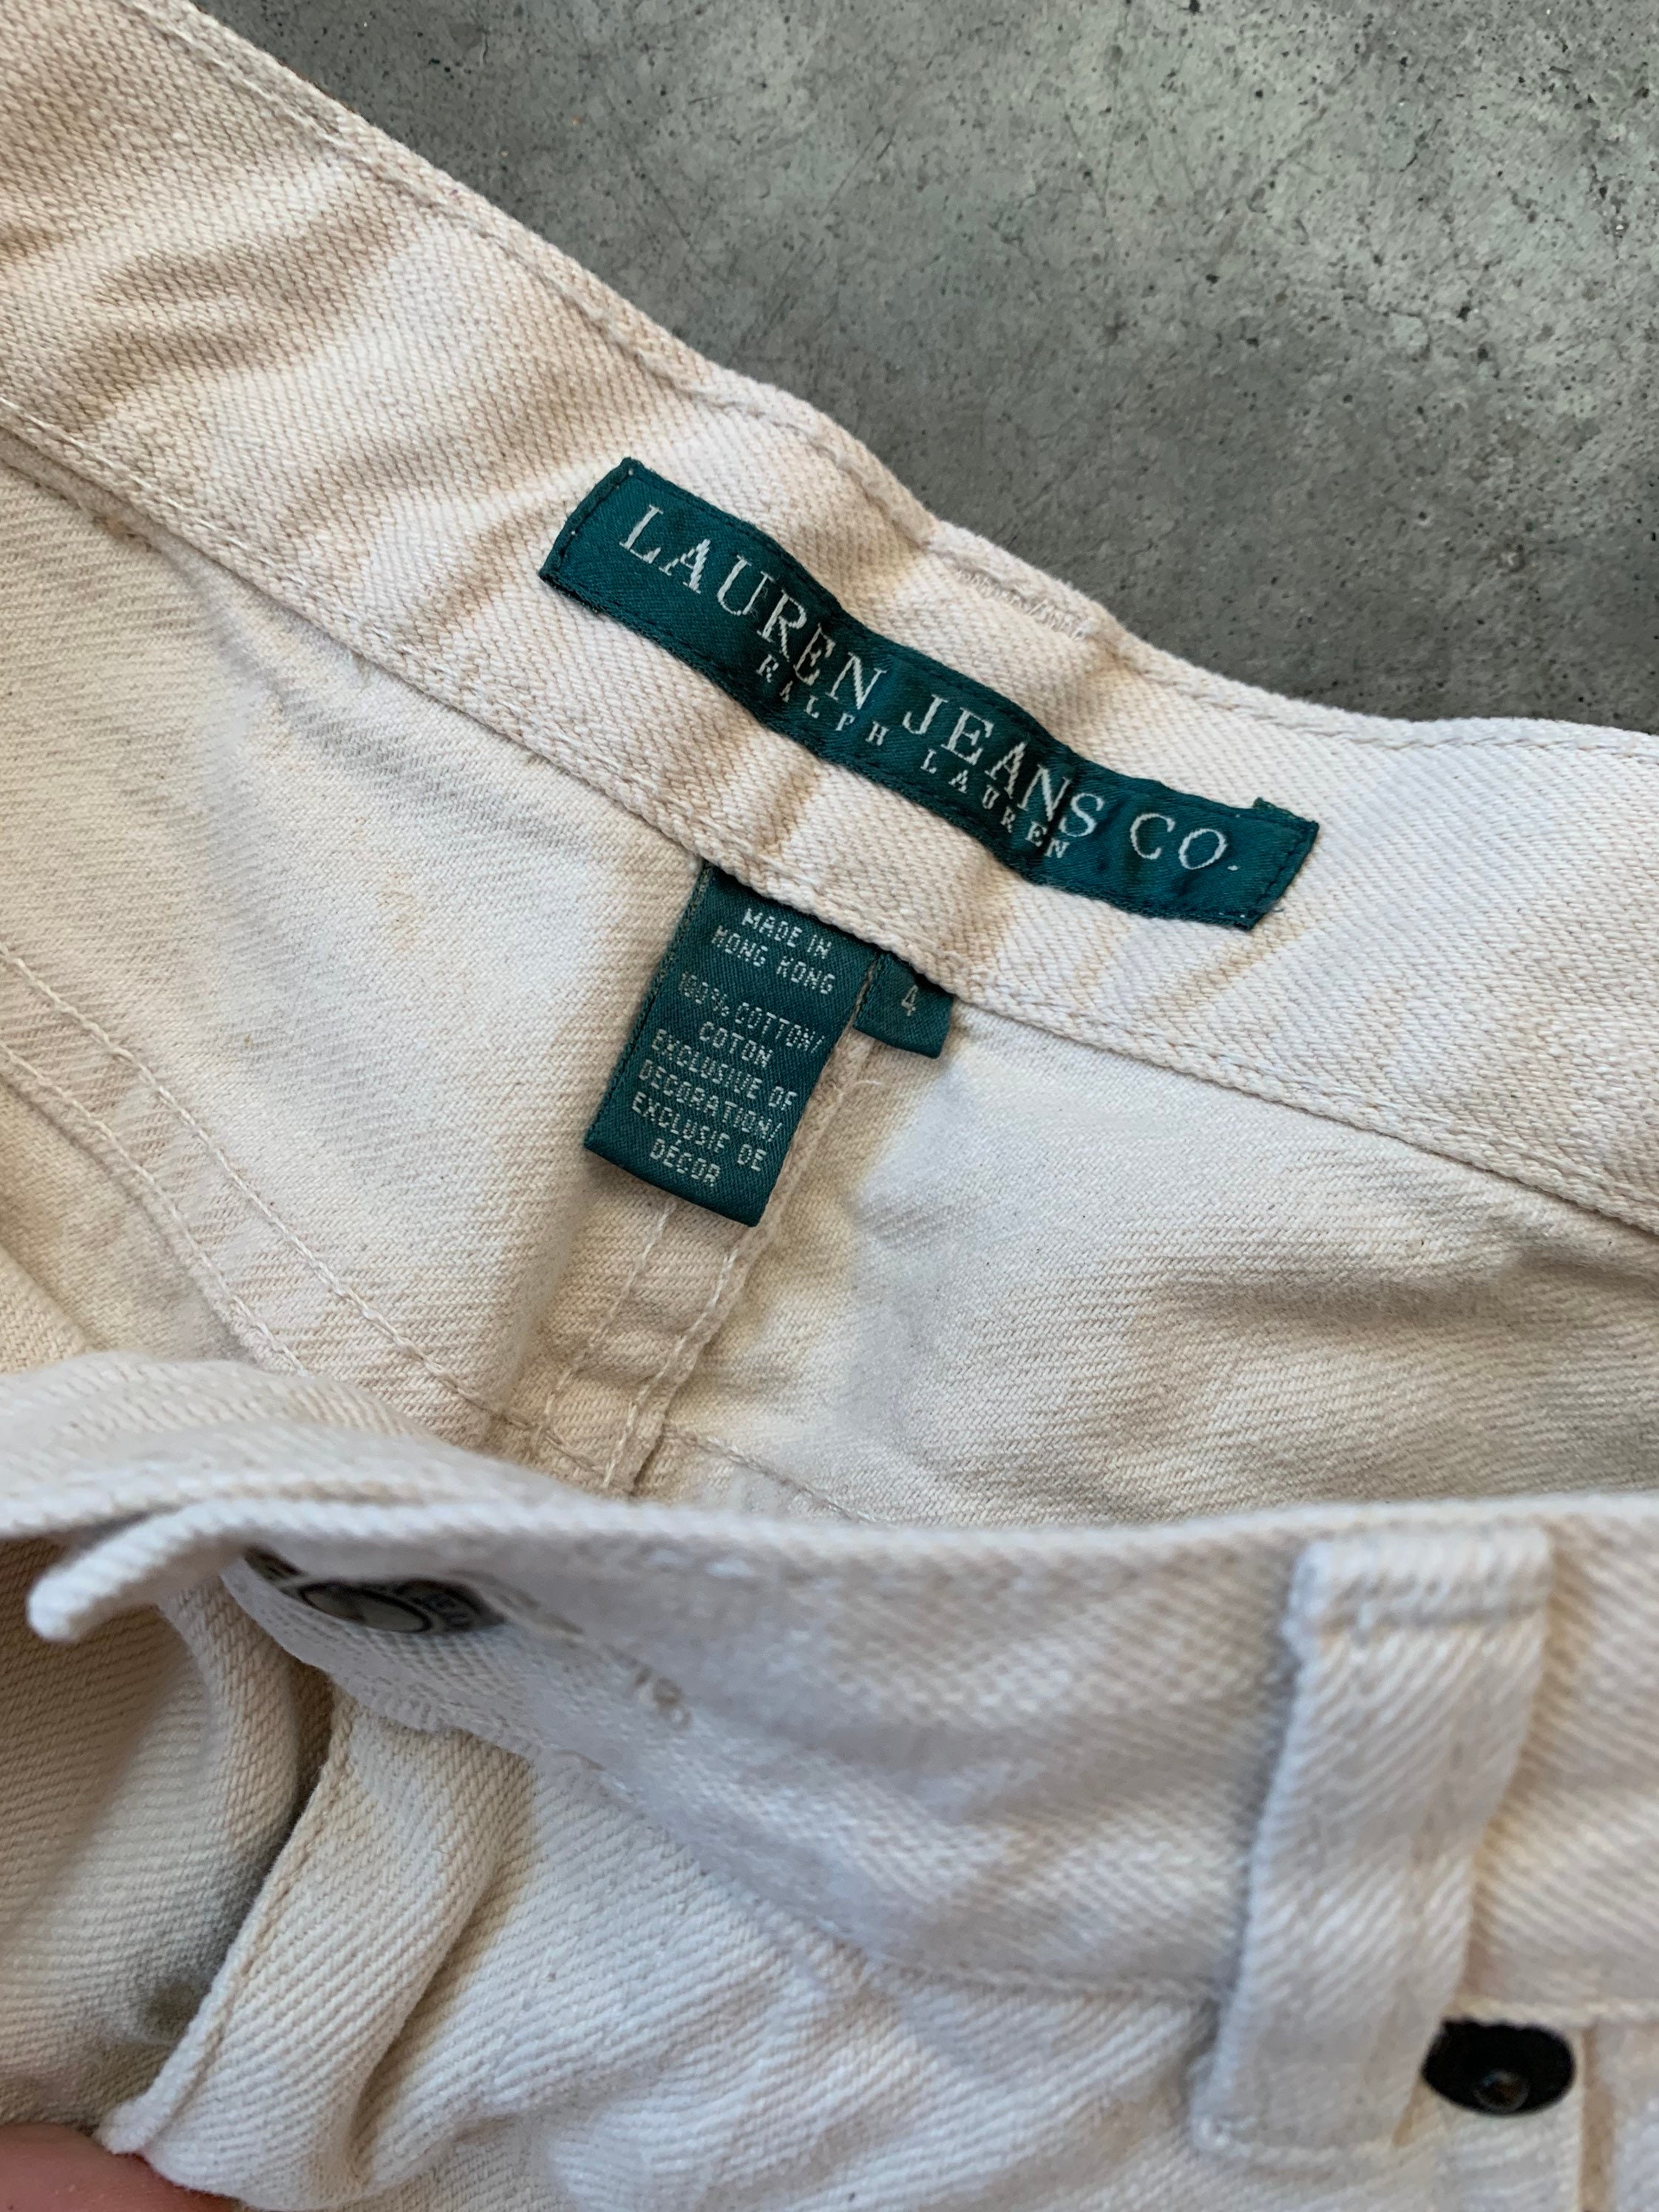 LAUREN JEANS CO.
RALPH LAUREN
MADE IN
HONG KONG
100% COTTON/
COTON
EXCLUSIVE OF
DECORATION/
EXCLUSIF DE
DÉCOR
4